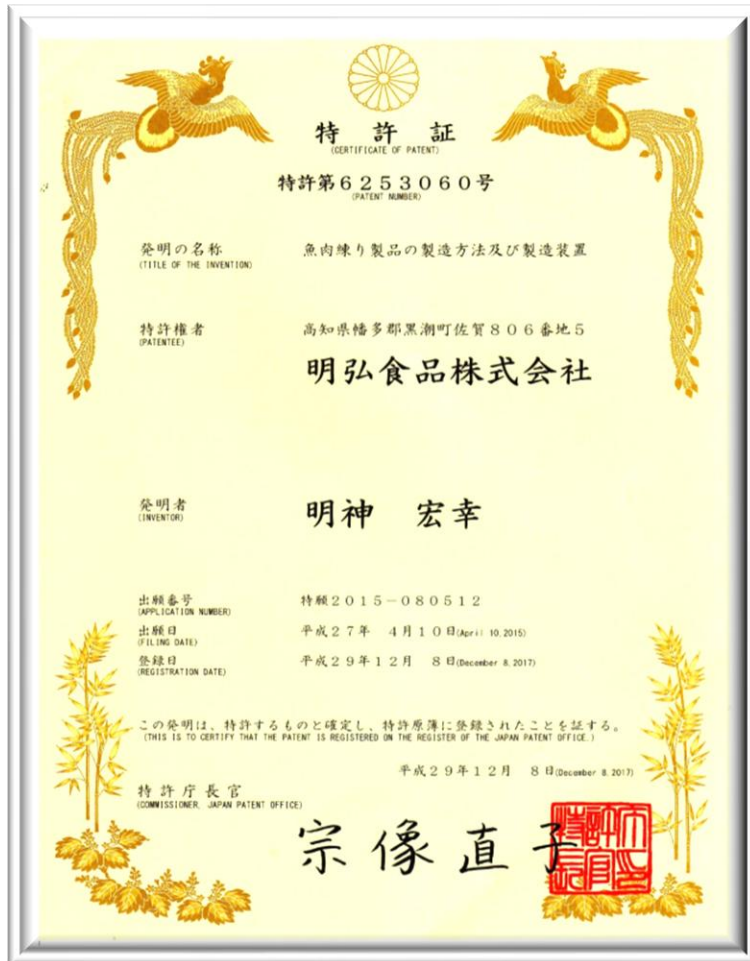 特許証
(CERTIFICATE OF PATENT)
特許第6253060号
(PATENT NUMBER)
発明の名称 魚肉練り製品の製造方法及び製造装置
(TITLE OF THE INVENTION)
特許権者 高知県幡多郡黒潮町佐賀806番地5
(PATENTEE)
明弘食品株式会社
発明者 明神 宏幸
(INVENTOR)
出願番号 特願2015-080512
(APPLICATION NUMBER)
出願日 平成27年 4月10日(April 10,2015)
(FILING DATE)
登録日 平成29年12月 8日(December 8,2017)
(REGISTRATION DATE)
この発明は、特許するものと確定し、特許原簿に登録されたことを証する。
(THIS IS TO CERTIFY THAT THE PATENT IS REGISTERED ON THE REGISTER OF THE JAPAN PATENT OFFICE.)
平成29年12月 8日(December 8,2017)
特許庁長官
(COMMISSIONER, JAPAN PATENT OFFICE)
宗像直子